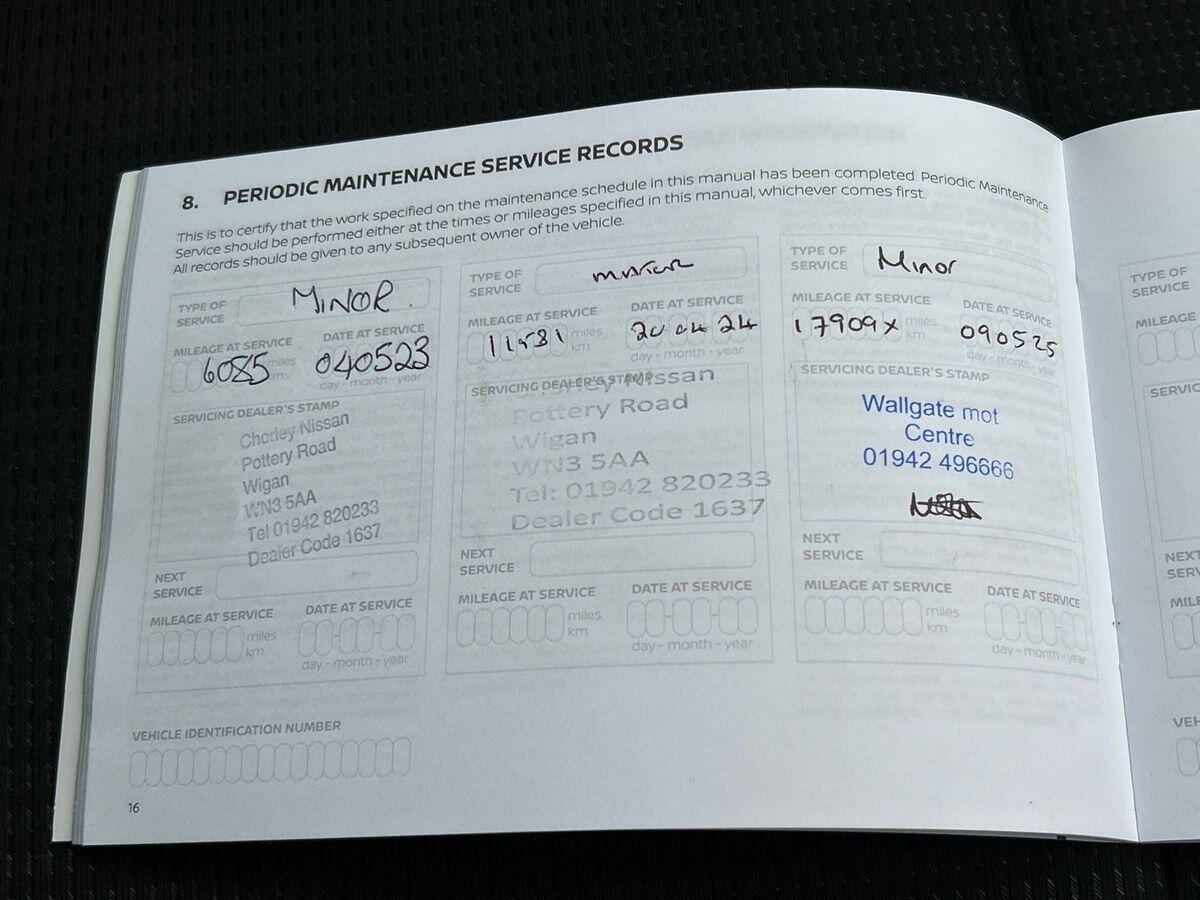 8. PERIODIC MAINTENANCE SERVICE RECORDS
This is to certify that the work specified on the maintenance schedule in this manual has been completed. Periodic Maintenance
Service should be performed either at the times or mileages specified in this manual, whichever comes first.
All records should be given to any subsequent owner of the vehicle.
TYPE OF
SERVICE
MINOR
MILEAGE AT SERVICE
DATE AT SERVICE
6085
miles
km
040523
day - month - year
SERVICING DEALER'S STAMP
Chorley Nissan
Pottery Road
Wigan
WN3 5AA
Tel 01942 820233
Dealer Code 1637
NEXT
SERVICE
MILEAGE AT SERVICE
DATE AT SERVICE
miles
km
day - month - year
TYPE OF
SERVICE
MILEAGE AT SERVICE
DATE AT SERVICE
miles
km
day - month - year
SERVICING DEALER'S STAMP
Chorley Nissan
Pottery Road
Wigan
WN3 5AA
Tel: 01942 820233
Dealer Code 1637
NEXT
SERVICE
MILEAGE AT SERVICE
DATE AT SERVICE
miles
km
day - month - year
TYPE OF
SERVICE
Minor
MILEAGE AT SERVICE
DATE AT SERVICE
17909x
miles
km
090525
day - month - year
SERVICING DEALER'S STAMP
Wallgate mot
Centre
01942 496666
NEXT
SERVICE
MILEAGE AT SERVICE
DATE AT SERVICE
miles
km
day - month - year
VEHICLE IDENTIFICATION NUMBER
16
TYPE OF
SERVICE
MILEAGE